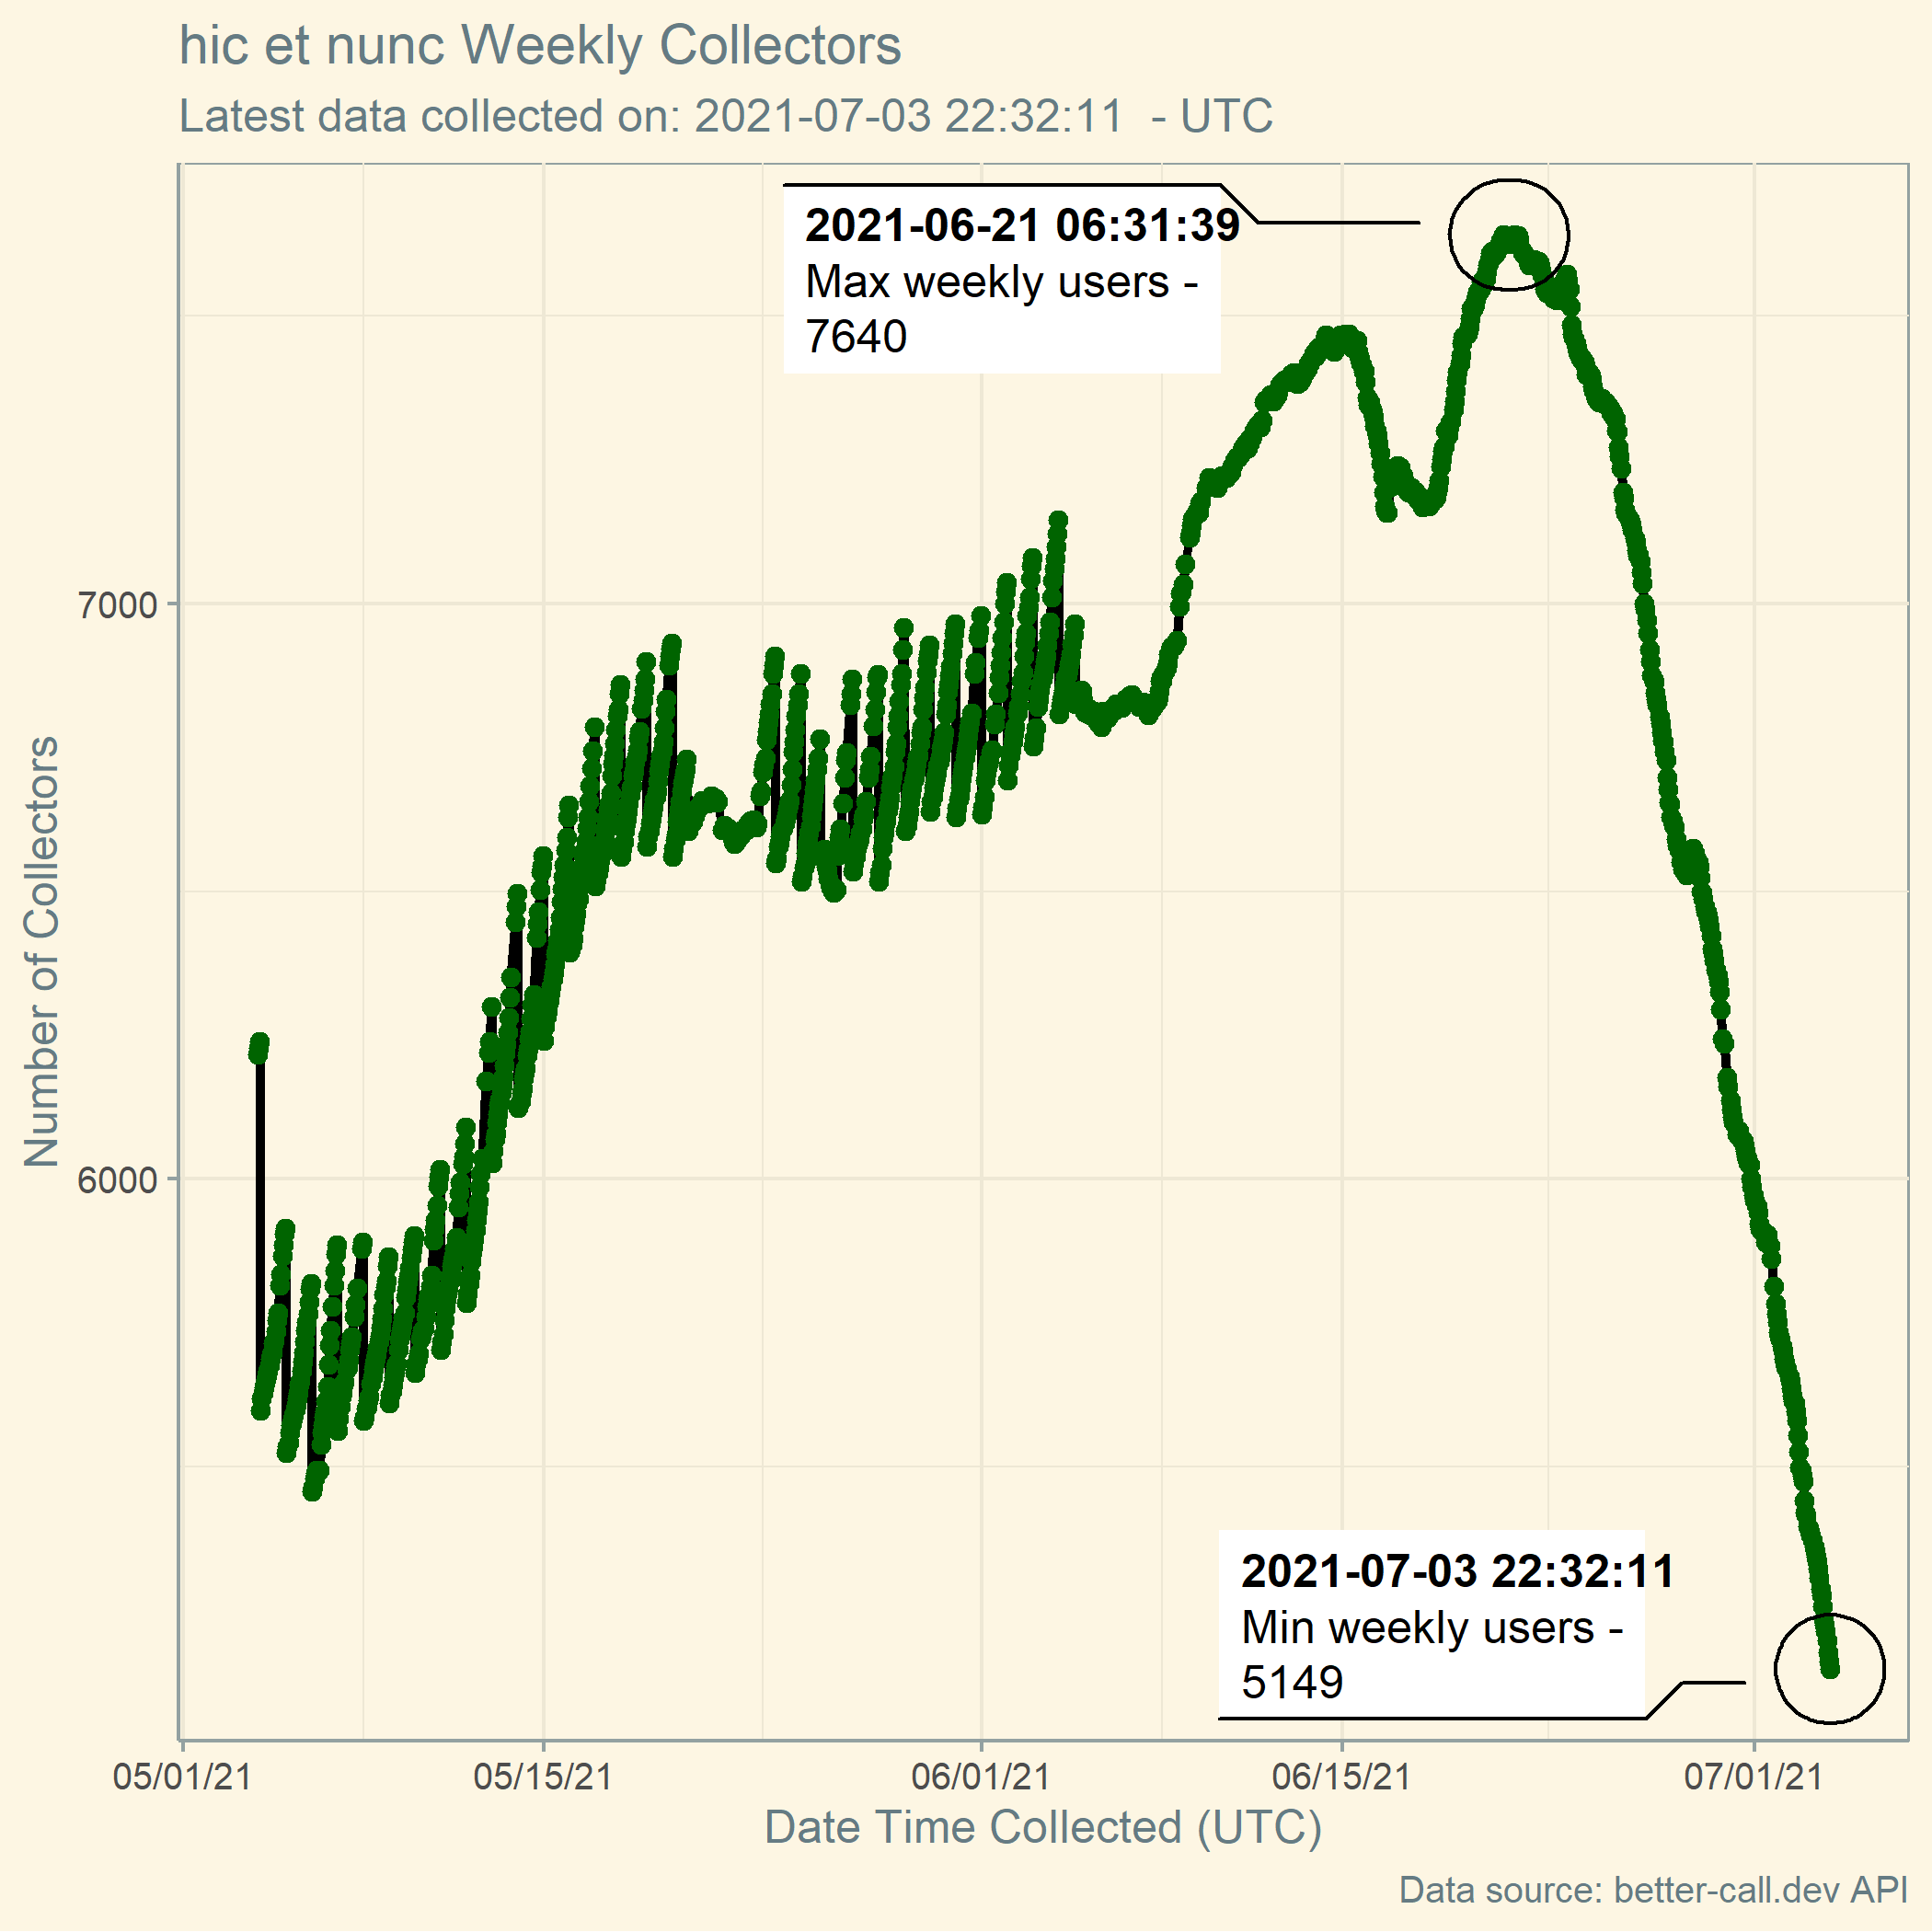 hic et nunc Weekly Collectors
Latest data collected on: 2021-07-03 22:32:11  - UTC
2021-06-21 06:31:39
Max weekly users -
7640
Number of Collectors
7000
6000
2021-07-03 22:32:11
Min weekly users -
5149
05/01/21 05/15/21 06/01/21 06/15/21 07/01/21
Date Time Collected (UTC)
Data source: better-call.dev API